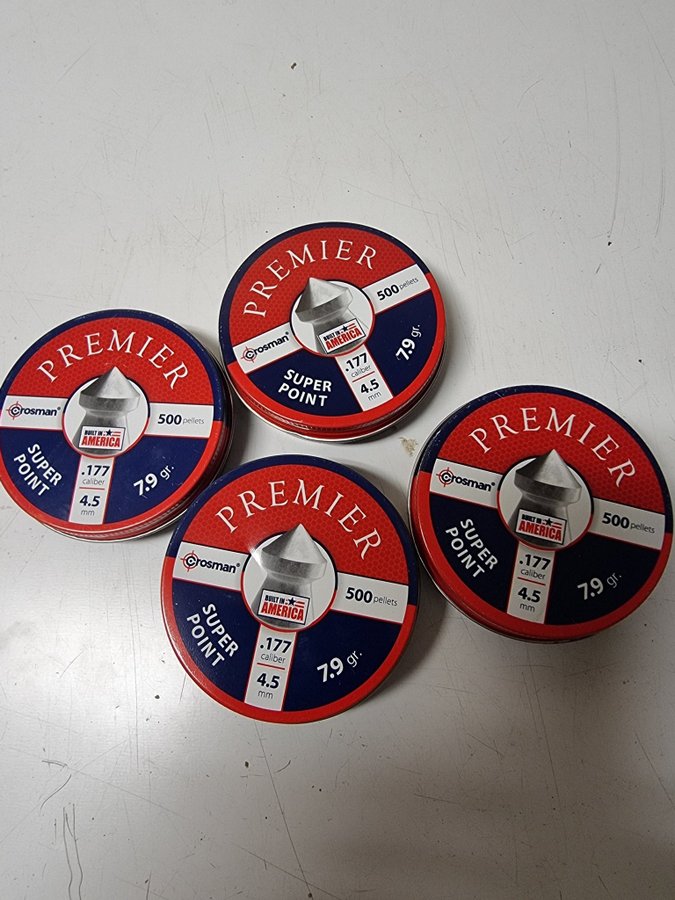 PREMIER
Crosman®
500 pellets
BUILT IN
AMERICA
SUPER
POINT
.177
caliber
4.5
mm
7.9 gr.
PREMIER
Crosman®
500 pellets
BUILT IN
AMERICA
SUPER
POINT
.177
caliber
4.5
mm
7.9 gr.
PREMIER
Crosman®
500 pellets
BUILT IN
AMERICA
SUPER
POINT
.177
caliber
4.5
mm
7.9 gr.
PREMIER
Crosman®
500 pellets
BUILT IN
AMERICA
SUPER
POINT
.177
caliber
4.5
mm
7.9 gr.